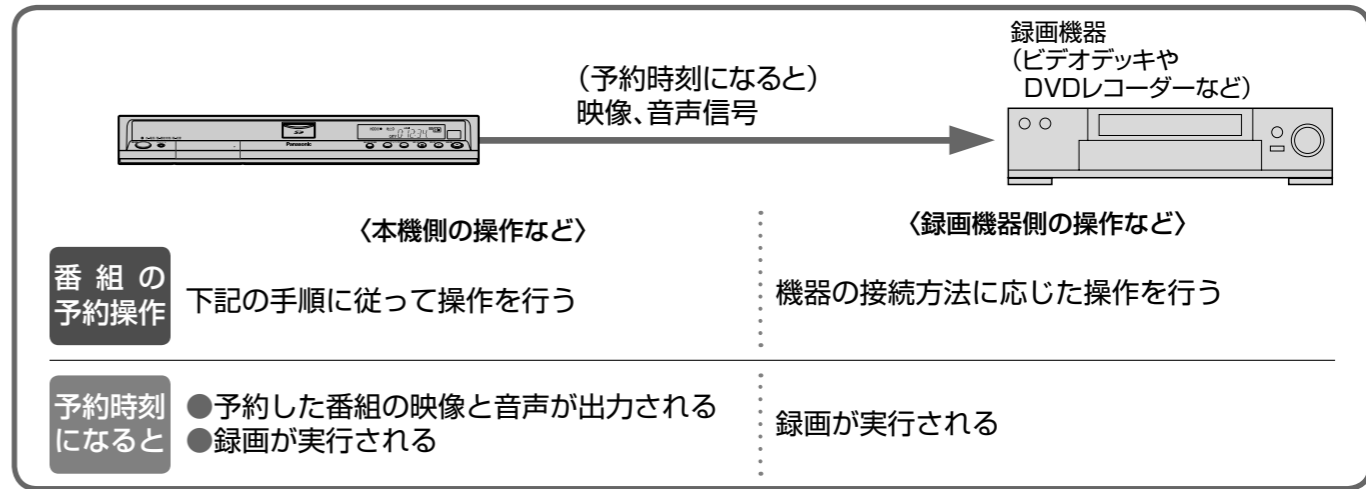 録画機器
（ビデオデッキや
DVDレコーダーなど）
（予約時刻になると）
映像、音声信号
Panasonic
〈本機側の操作など〉
〈録画機器側の操作など〉
番組の
予約操作
下記の手順に従って操作を行う
機器の接続方法に応じた操作を行う
予約時刻
になると
●予約した番組の映像と音声が出力される
●録画が実行される
録画が実行される